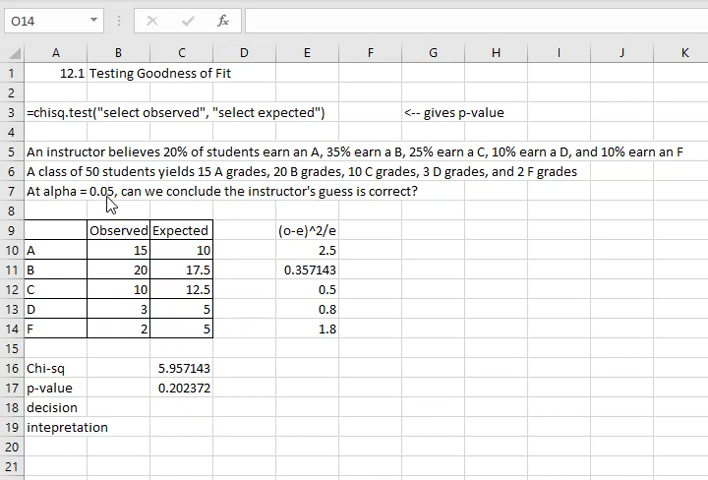 O14 fx
A B C D E F G H I J K
1 12.1 Testing Goodness of Fit
2
3 =chisq.test("select observed", "select expected") <-- gives p-value
4
5 An instructor believes 20% of students earn an A, 35% earn a B, 25% earn a C, 10% earn a D, and 10% earn an F
6 A class of 50 students yields 15 A grades, 20 B grades, 10 C grades, 3 D grades, and 2 F grades
7 At alpha = 0.05, can we conclude the instructor's guess is correct?
8
9 Observed Expected (o-e)^2/e
10 A 15 10 2.5
11 B 20 17.5 0.357143
12 C 10 12.5 0.5
13 D 3 5 0.8
14 F 2 5 1.8
15
16 Chi-sq 5.957143
17 p-value 0.202372
18 decision
19 intepretation
20
21